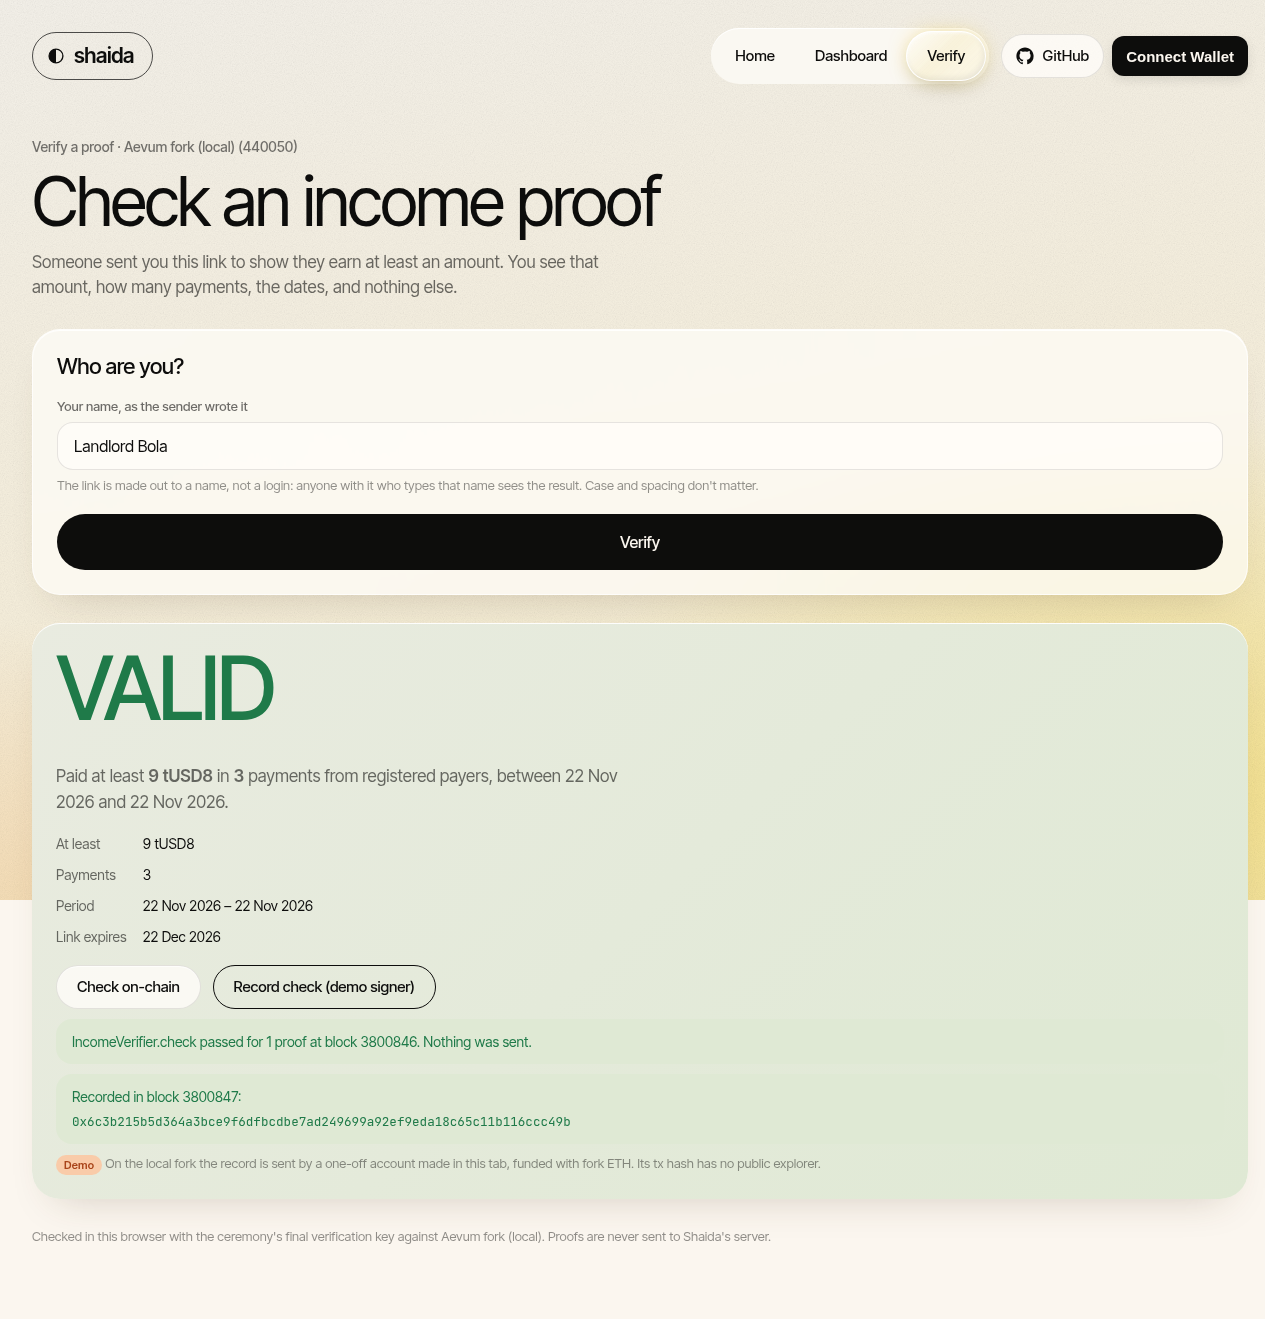 shaida
Home
Dashboard
Verify
GitHub
Connect Wallet
Verify a proof · Aevum fork (local) (440050)
Check an income proof
Someone sent you this link to show they earn at least an amount. You see that
amount, how many payments, the dates, and nothing else.
Who are you?
Your name, as the sender wrote it
Landlord Bola
The link is made out to a name, not a login: anyone with it who types that name sees the result. Case and spacing don't matter.
Verify
VALID
Paid at least 9 tUSD8 in 3 payments from registered payers, between 22 Nov
2026 and 22 Nov 2026.
At least 9 tUSD8
Payments 3
Period 22 Nov 2026 – 22 Nov 2026
Link expires 22 Dec 2026
Check on-chain
Record check (demo signer)
IncomeVerifier.check passed for 1 proof at block 3800846. Nothing was sent.
Recorded in block 3800847:
0x6c3b215b5d364a3bce9f6dfbcdbe7ad249699a92ef9eda18c65c11b116ccc49b
Demo On the local fork the record is sent by a one-off account made in this tab, funded with fork ETH. Its tx hash has no public explorer.
Checked in this browser with the ceremony's final verification key against Aevum fork (local). Proofs are never sent to Shaida's server.